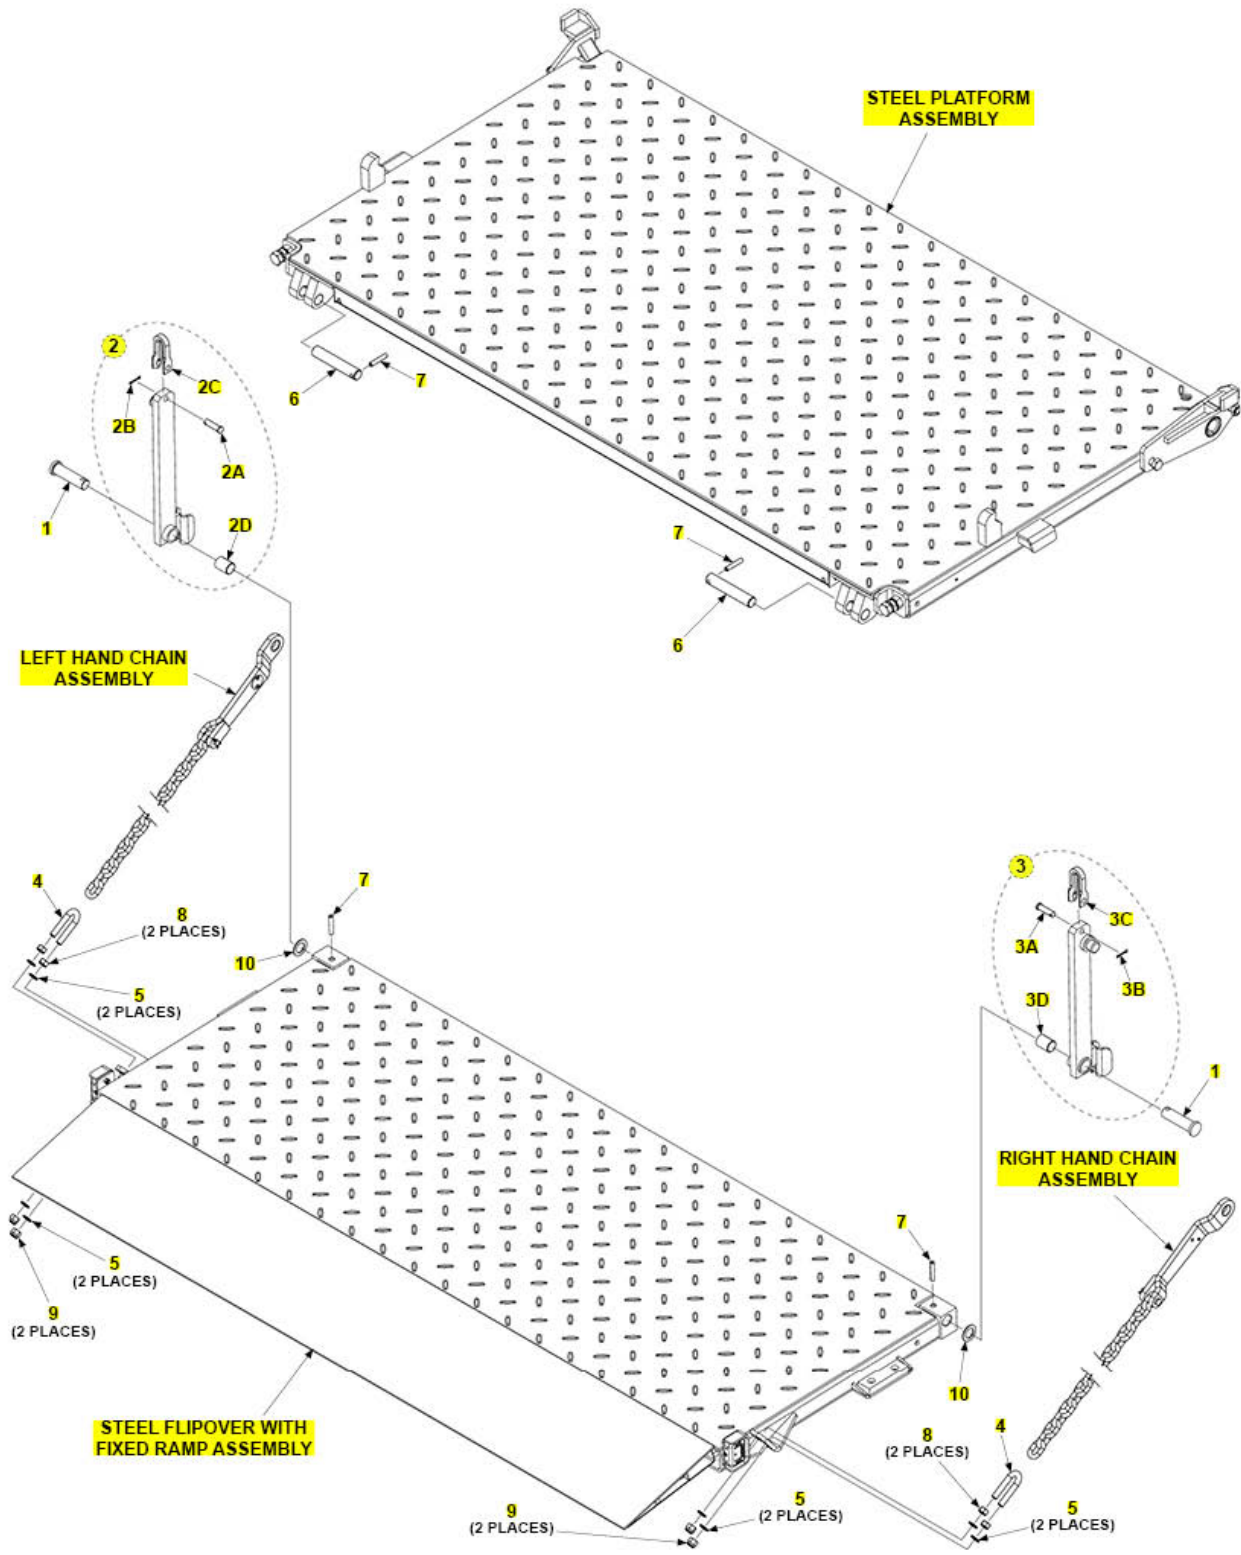 STEEL PLATFORM
ASSEMBLY
2
2C
2B
2A
1
2D
6
7
7
6
LEFT HAND CHAIN
ASSEMBLY
4
8
(2 PLACES)
7
10
5
(2 PLACES)
3
3C
3A
3B
3D
1
RIGHT HAND CHAIN
ASSEMBLY
7
5
(2 PLACES)
9
(2 PLACES)
10
STEEL FLIPOVER WITH
FIXED RAMP ASSEMBLY
8
(2 PLACES)
4
9
(2 PLACES)
5
(2 PLACES)
5
(2 PLACES)